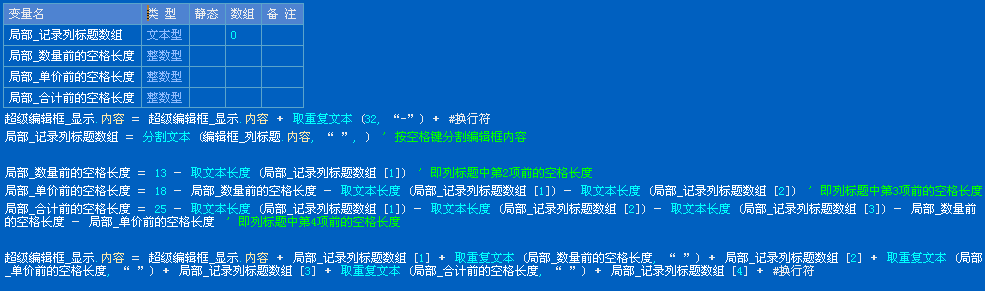 变量名 类 型 静态 数组 备 注
局部_记录列标题数组 文本型 0
局部_数量前的空格长度 整数型
局部_单价前的空格长度 整数型
局部_合计前的空格长度 整数型
超级编辑框_显示.内容 = 超级编辑框_显示.内容 + 取重复文本 (32, “-”) + #换行符
局部_记录列标题数组 = 分割文本 (编辑框_列标题.内容, “ ”, ) ' 按空格键分割编辑框内容
局部_数量前的空格长度 = 13 - 取文本长度 (局部_记录列标题数组 [1]) ' 即列标题中第2项前的空格长度
局部_单价前的空格长度 = 18 - 局部_数量前的空格长度 - 取文本长度 (局部_记录列标题数组 [1]) - 取文本长度 (局部_记录列标题数组 [2]) ' 即列标题中第3项前的空格长度
局部_合计前的空格长度 = 25 - 取文本长度 (局部_记录列标题数组 [1]) - 取文本长度 (局部_记录列标题数组 [2]) - 取文本长度 (局部_记录列标题数组 [3]) - 局部_数量前
的空格长度 - 局部_单价前的空格长度 ' 即列标题中第4项前的空格长度
超级编辑框_显示.内容 = 超级编辑框_显示.内容 + 局部_记录列标题数组 [1] + 取重复文本 (局部_数量前的空格长度, “ ”) + 局部_记录列标题数组 [2] + 取重复文本 (局部
_单价前的空格长度, “ ”) + 局部_记录列标题数组 [3] + 取重复文本 (局部_合计前的空格长度, “ ”) + 局部_记录列标题数组 [4] + #换行符